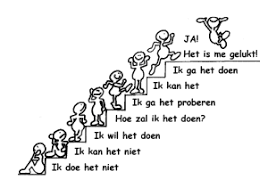 JA!
Het is me gelukt!
Ik ga het doen
Ik kan het
Ik ga het proberen
Hoe zal ik het doen?
Ik wil het doen
Ik kan het niet
Ik doe het niet